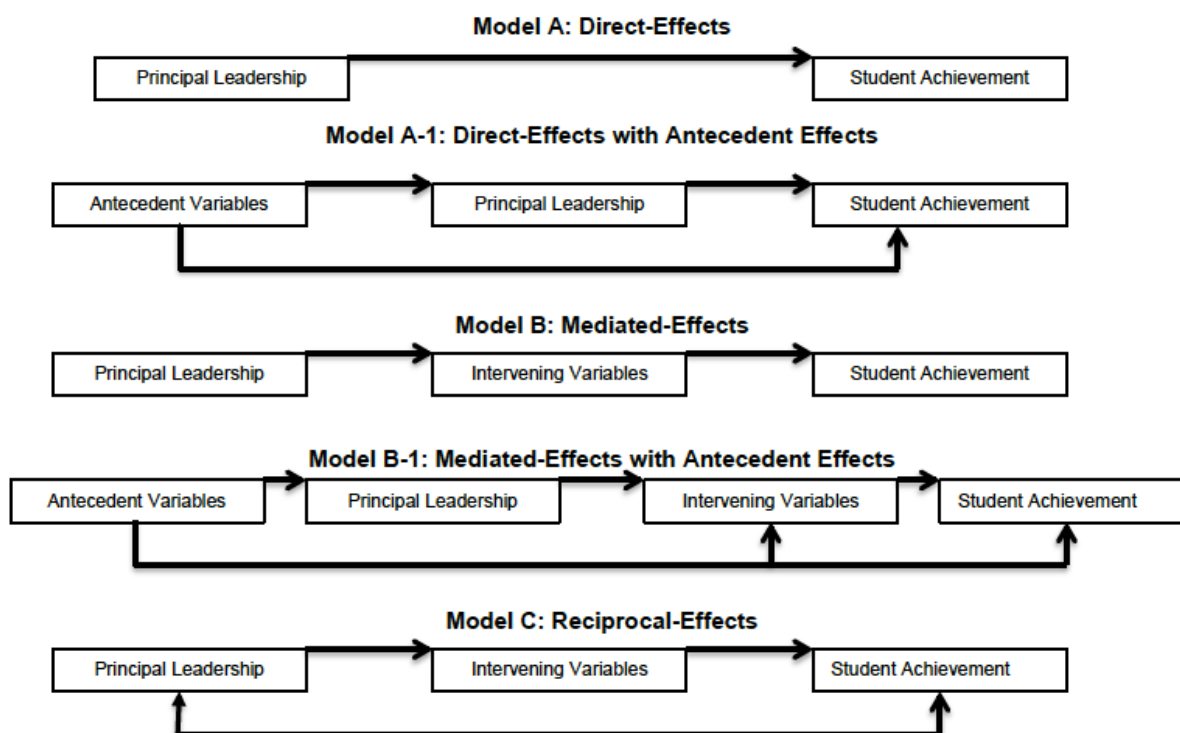 Model A: Direct-Effects
Principal Leadership
Student Achievement
Model A-1: Direct-Effects with Antecedent Effects
Antecedent Variables
Principal Leadership
Student Achievement
Model B: Mediated-Effects
Principal Leadership
Intervening Variables
Student Achievement
Model B-1: Mediated-Effects with Antecedent Effects
Antecedent Variables
Principal Leadership
Intervening Variables
Student Achievement
Model C: Reciprocal-Effects
Principal Leadership
Intervening Variables
Student Achievement